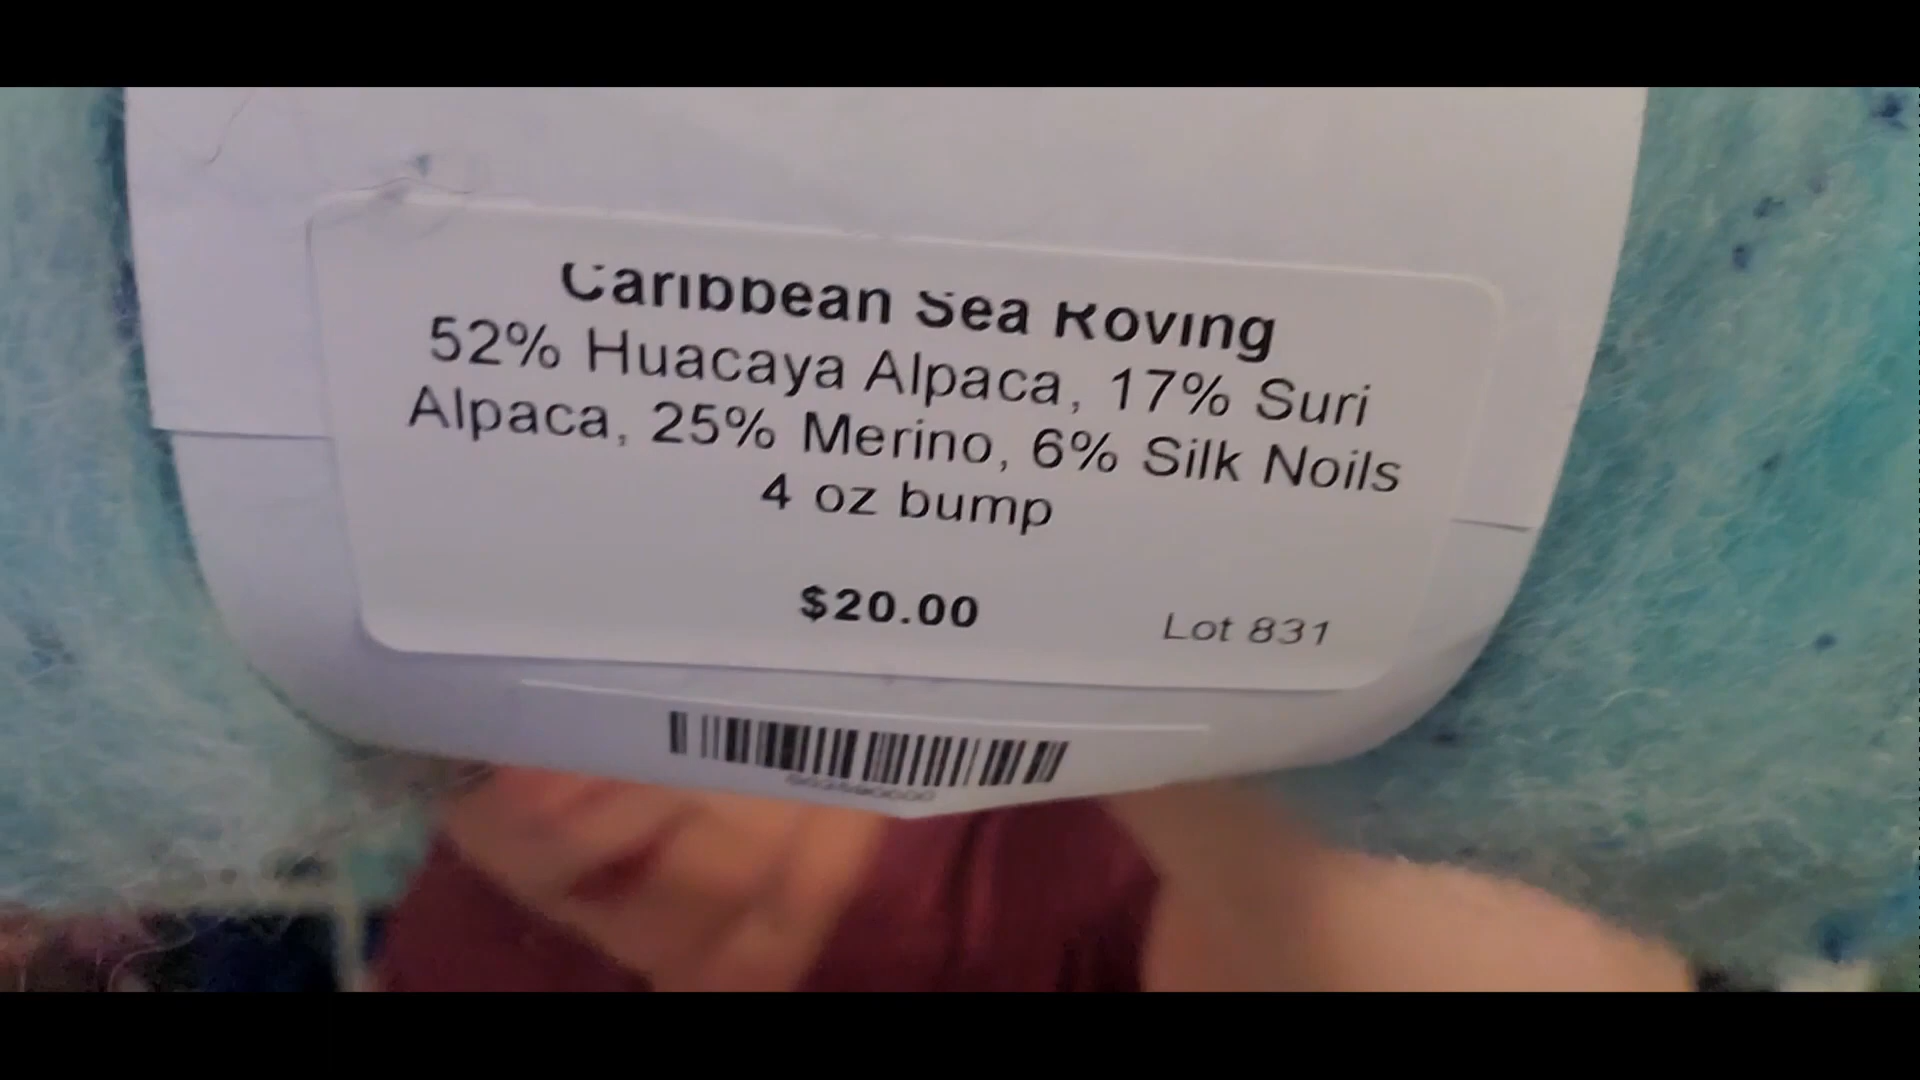 Caribbean Sea Roving
52% Huacaya Alpaca, 17% Suri
Alpaca, 25% Merino, 6% Silk Noils
4 oz bump
$20.00
Lot 831